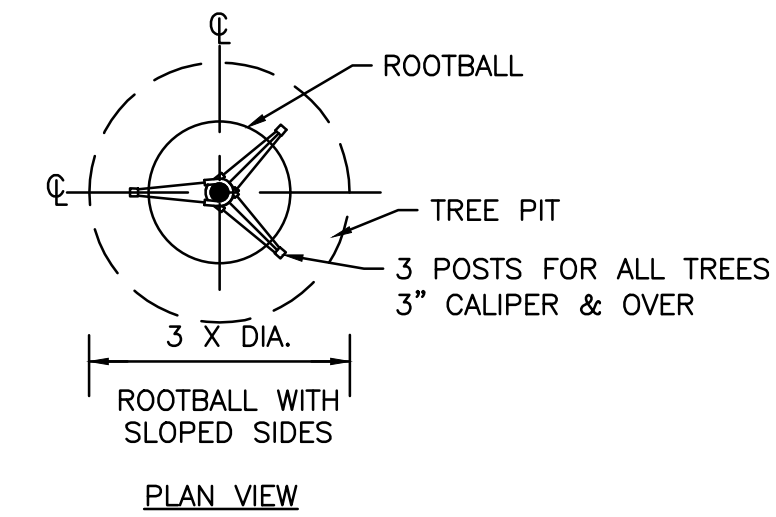 ℄
ROOTBALL
℄
TREE PIT
3 POSTS FOR ALL TREES
3" CALIPER & OVER
3 X DIA.
ROOTBALL WITH
SLOPED SIDES
PLAN VIEW